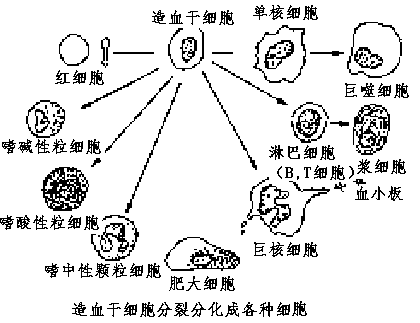 造血干细胞
单核细胞
红细胞
巨噬细胞
嗜碱性粒细胞
淋巴细胞
(B,T细胞)
浆细胞
血小板
嗜酸性粒细胞
嗜中性颗粒细胞
肥大细胞
巨核细胞
造血干细胞分裂分化成各种细胞